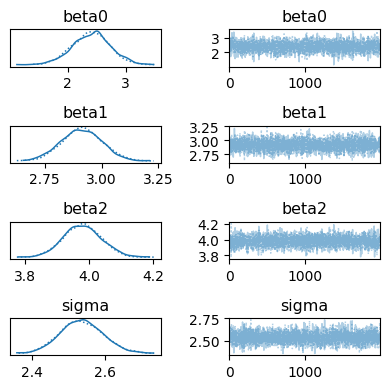 beta0 beta0
2 3
3
2
0 1000
beta1 beta1
2.75 3.00 3.25
3.25
3.00
2.75
0 1000
beta2 beta2
3.8 4.0 4.2
4.2
4.0
3.8
0 1000
sigma sigma
2.4 2.6
2.75
2.50
0 1000